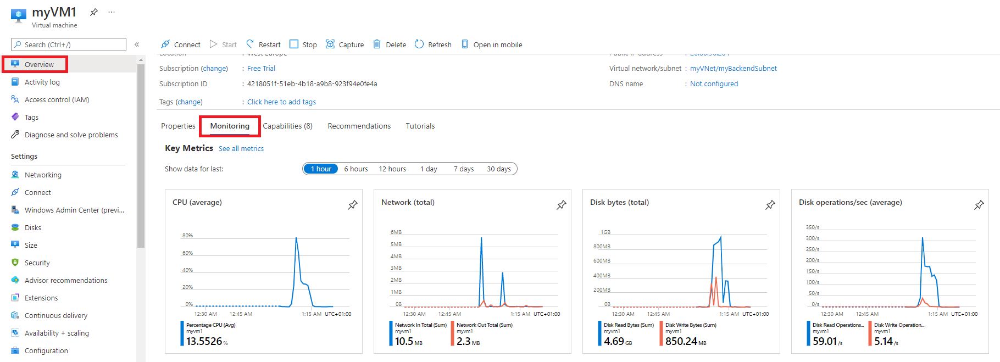 myVM1
Virtual machine
Search (Ctrl+/)
«
Overview
Activity log
Access control (IAM)
Tags
Diagnose and solve problems
Settings
Networking
Connect
Windows Admin Center (previ...
Disks
Size
Security
Advisor recommendations
Extensions
Continuous delivery
Availability + scaling
Configuration
Connect Start Restart Stop Capture Delete Refresh Open in mobile
Location : West Europe
Subscription (change) : Free Trial
Subscription ID : 4218051f-51eb-4b18-a9b8-923f94e0fe4a
Tags (change) : Click here to add tags
Public IP address :
Virtual network/subnet : myVNet/myBackendSubnet
DNS name : Not configured
Properties Monitoring Capabilities (8) Recommendations Tutorials
Key Metrics See all metrics
Show data for last: 1 hour 6 hours 12 hours 1 day 7 days 30 days
CPU (average)
80%
60%
40%
20%
0%
12:30 AM 12:45 AM 1:15 AM UTC+01:00
Percentage CPU (Avg)
myvm1
13.5526 %
Network (total)
6MB
5MB
4MB
3MB
2MB
1MB
0B
12:30 AM 12:45 AM 1:15 AM UTC+01:00
Network In Total (Sum) Network Out Total (Sum)
myvm1 myvm1
10.5 MB 2.3 MB
Disk bytes (total)
1GB
800MB
600MB
400MB
200MB
0B
12:30 AM 12:45 AM 1:15 AM UTC+01:00
Disk Read Bytes (Sum) Disk Write Bytes (Sum)
myvm1 myvm1
4.69 GB 850.24 MB
Disk operations/sec (average)
350/s
300/s
250/s
200/s
150/s
100/s
50/s
0/s
12:30 AM 12:45 AM 1:15 AM UTC+01:00
Disk Read Operations... Disk Write Operation...
myvm1 myvm1
59.01 /s 5.14 /s